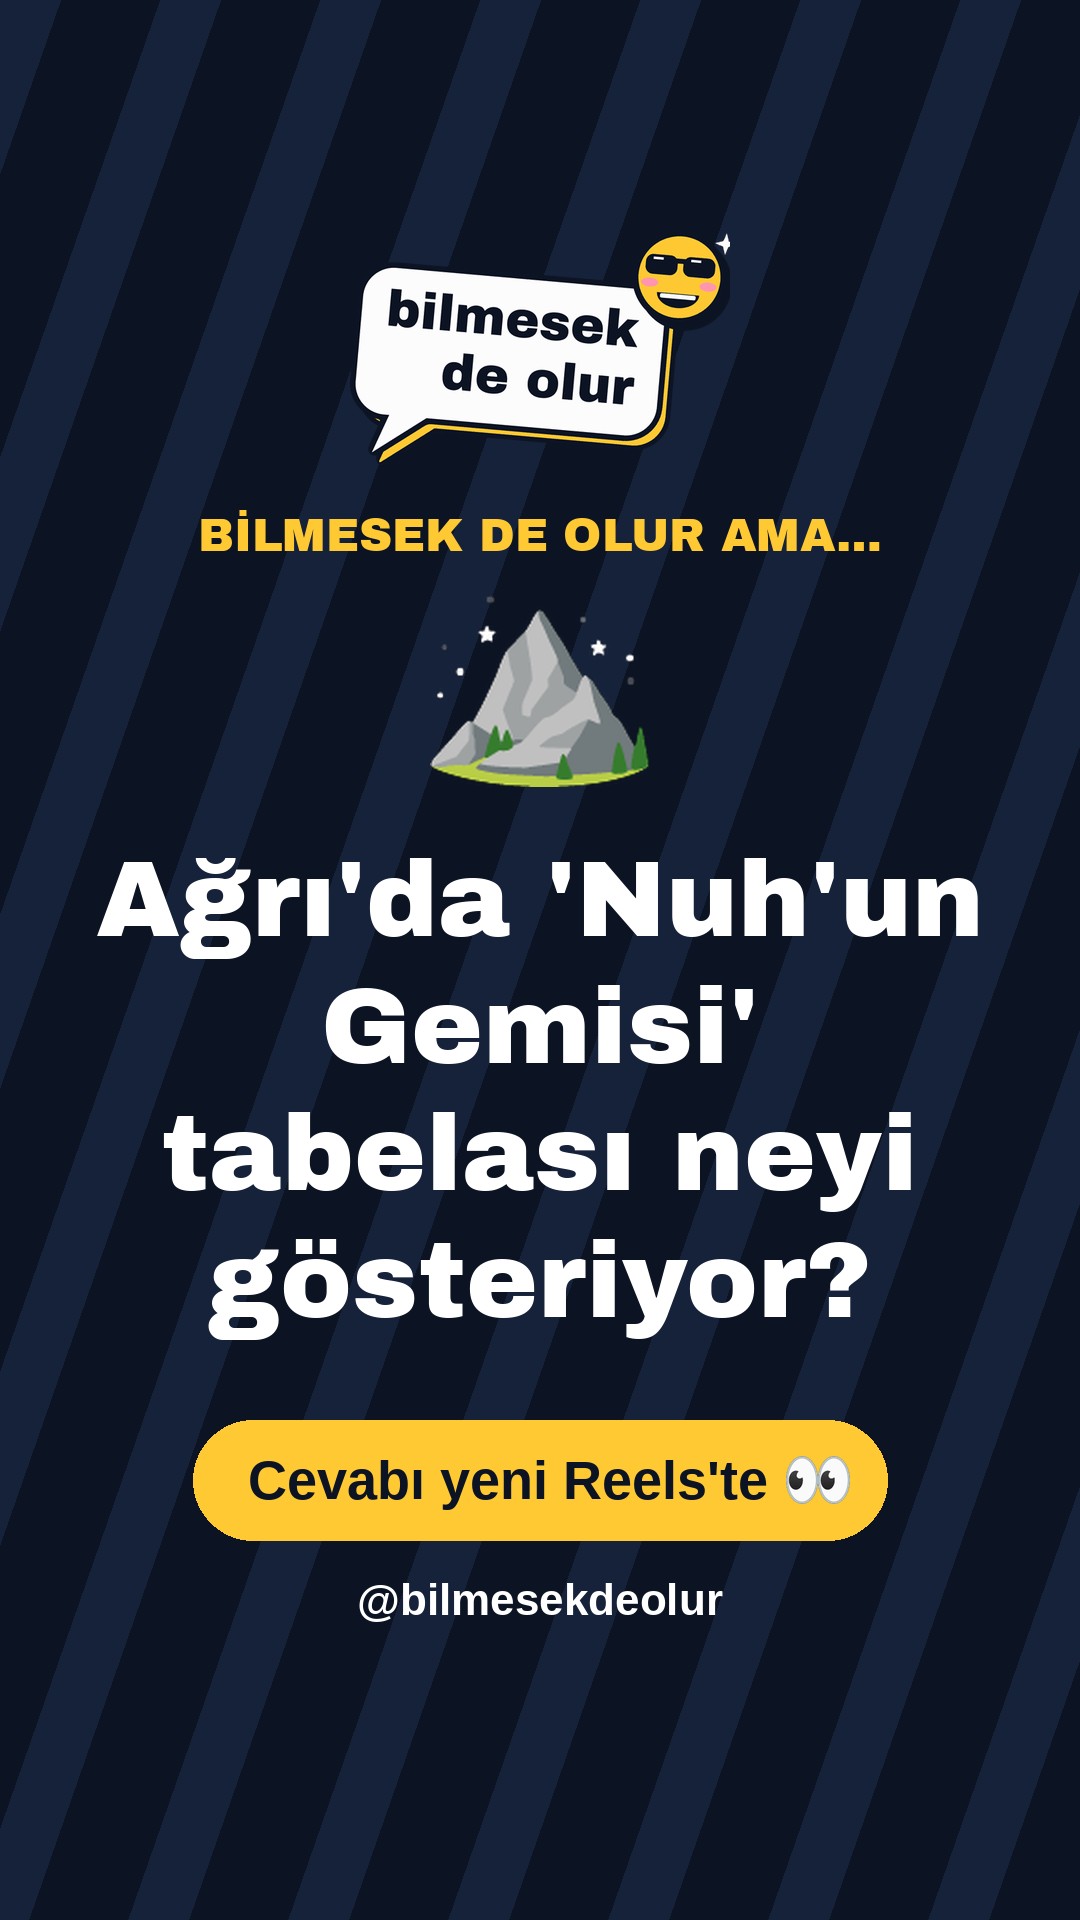 bilmesek
de olur
BİLMESEK DE OLUR AMA...
Ağrı'da 'Nuh'un
Gemisi'
tabelası neyi
gösteriyor?
Cevabı yeni Reels'te 👀
@bilmesekdeolur